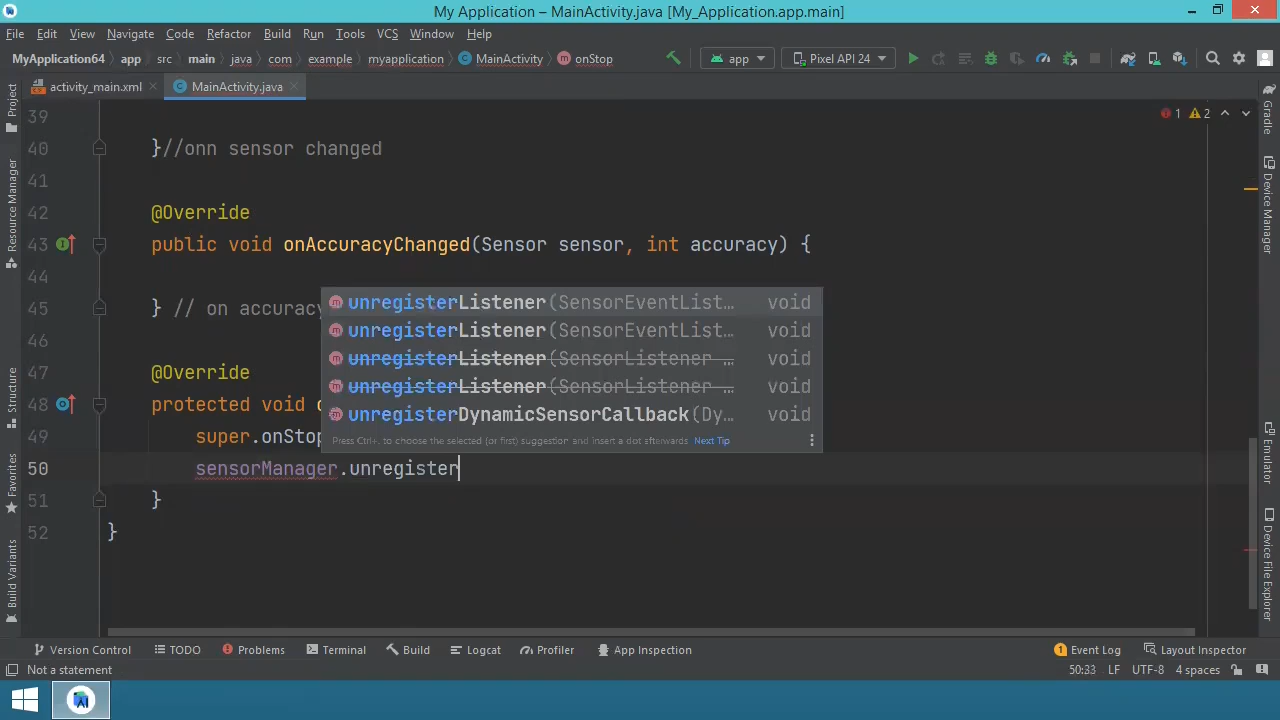 My Application – MainActivity.java [My_Application.app.main]
File Edit View Navigate Code Refactor Build Run Tools VCS Window Help
MyApplication64 app src main java com example myapplication MainActivity onStop app Pixel API 24
activity_main.xml MainActivity.java
Project
Resource Manager
Structure
Favorites
Build Variants
39
40 }//onn sensor changed
1 2
41
42 @Override
43 public void onAccuracyChanged(Sensor sensor, int accuracy) {
44
45 } // on accuracy
46
47 @Override
48 protected void o
49 super.onStop
50 sensorManager.unregister
51 }
52 }
unregisterListener(SensorEventList… void
unregisterListener(SensorEventList… void
unregisterListener(SensorListener … void
unregisterListener(SensorListener … void
unregisterDynamicSensorCallback(Dy… void
Press Ctrl+. to choose the selected (or first) suggestion and insert a dot afterwards Next Tip
Gradle
Device Manager
Emulator
Device File Explorer
Version Control TODO Problems Terminal Build Logcat Profiler App Inspection 1 Event Log Layout Inspector
Not a statement 50:33 LF UTF-8 4 spaces